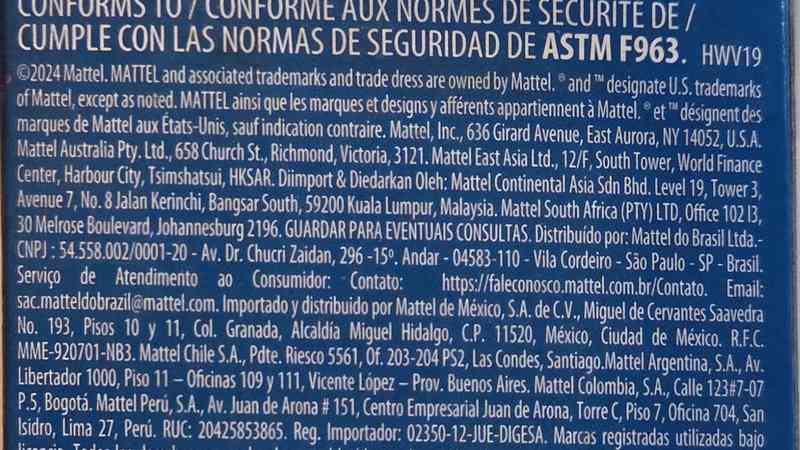 CONFORMS TO / CONFORME AUX NORMES DE SÉCURITÉ DE /
CUMPLE CON LAS NORMAS DE SEGURIDAD DE ASTM F963. HWV19
©2024 Mattel. MATTEL and associated trademarks and trade dress are owned by Mattel. ® and ™ designate U.S. trademarks
of Mattel, except as noted. MATTEL ainsi que les marques et designs y afférents appartiennent à Mattel. ® et ™ désignent des
marques de Mattel aux États-Unis, sauf indication contraire. Mattel, Inc., 636 Girard Avenue, East Aurora, NY 14052, U.S.A.
Mattel Australia Pty. Ltd., 658 Church St., Richmond, Victoria, 3121. Mattel East Asia Ltd., 12/F, South Tower, World Finance
Center, Harbour City, Tsimshatsui, HKSAR. Diimport & Diedarkan Oleh: Mattel Continental Asia Sdn Bhd. Level 19, Tower 3,
Avenue 7, No. 8 Jalan Kerinchi, Bangsar South, 59200 Kuala Lumpur, Malaysia. Mattel South Africa (PTY) LTD, Office 102 I3,
30 Melrose Boulevard, Johannesburg 2196. GUARDAR PARA EVENTUAIS CONSULTAS. Distribuído por: Mattel do Brasil Ltda.-
CNPJ : 54.558.002/0001-20 - Av. Dr. Chucri Zaidan, 296 -15º. Andar - 04583-110 - Vila Cordeiro - São Paulo - SP - Brasil.
Serviço de Atendimento ao Consumidor: Contato: https://faleconosco.mattel.com.br/Contato. Email:
sac.matteldobrazil@mattel.com. Importado y distribuido por Mattel de México, S.A. de C.V., Miguel de Cervantes Saavedra
No. 193, Pisos 10 y 11, Col. Granada, Alcaldía Miguel Hidalgo, C.P. 11520, México, Ciudad de México. R.F.C.
MME-920701-NB3. Mattel Chile S.A., Pdte. Riesco 5561, Of. 203-204 PS2, Las Condes, Santiago.Mattel Argentina, S.A., Av.
Libertador 1000, Piso 11 – Oficinas 109 y 111, Vicente López – Prov. Buenos Aires. Mattel Colombia, S.A., Calle 123#7-07
P.5, Bogotá. Mattel Perú, S.A., Av. Juan de Arona # 151, Centro Empresarial Juan de Arona, Torre C, Piso 7, Oficina 704, San
Isidro, Lima 27, Perú. RUC: 20425853865. Reg. Importador: 02350-12-JUE-DIGESA. Marcas registradas utilizadas bajo